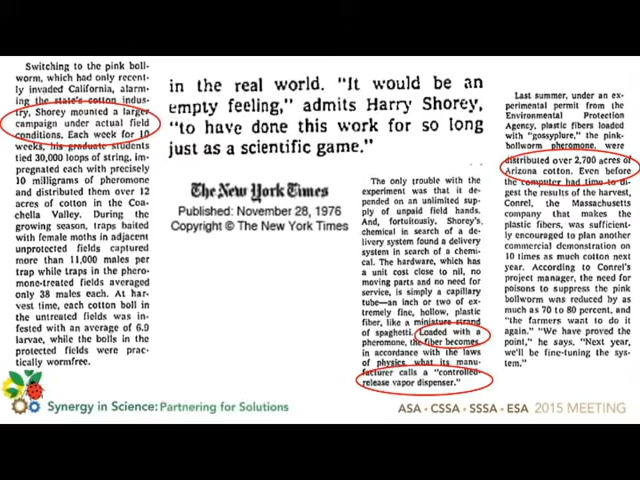 Switching to the pink boll-
worm, which had only recent-
ly invaded California, alarm-
ing the state's cotton indus-
try, Shorey mounted a larger
campaign under actual field
conditions. Each week for 10
weeks, his graduate students
tied 30,000 loops of string, im-
pregnated each with precisely
10 milligrams of pheromone
and distributed them over 12
acres of cotton in the Coa-
chella Valley. During the
growing season, traps baited
with female moths in adjacent
unprotected fields captured
more than 11,000 males per
trap while traps in the phero-
mone-treated fields averaged
only 38 males each. At har-
vest time, each cotton boll in
the untreated fields was in-
fested with an average of 6.9
larvae, while the bolls in the
protected fields were prac-
tically wormfree.
in the real world. "It would be an
empty feeling," admits Harry Shorey,
"to have done this work for so long
just as a scientific game."
The New York Times
Published: November 28, 1976
Copyright © The New York Times
The only trouble with the
experiment was that it de-
pended on an unlimited sup-
ply of unpaid field hands.
And, fortuitously, Shorey's
chemical in search of a de-
livery system found a delivery
system in search of a chemi-
cal. The hardware, which has
a unit cost close to nil, no
moving parts and no need for
service, is simply a capillary
tube—an inch or two of ex-
tremely fine, hollow, plastic
fiber, like a miniature strand
of spaghetti. Loaded with a
pheromone, the fiber becomes,
in accordance with the laws
of physics, what its manu-
facturer calls a "controlled-
release vapor dispenser."
Last summer, under an ex-
perimental permit from the
Environmental Protection
Agency, plastic fibers loaded
with "gossyplure," the pink-
bollworm pheromone, were
distributed over 2,700 acres of
Arizona cotton. Even before
the computer had time to di-
gest the results of the harvest,
Conrel, the Massachusetts
company that makes the
plastic fibers, was sufficient-
ly encouraged to plan another
commercial demonstration on
10 times as much cotton next
year. According to Conrel's
project manager, the need for
poisons to suppress the pink
bollworm was reduced by as
much as 70 to 80 percent, and
"the farmers want to do it
again." "We have proved the
point," he says. "Next year,
we'll be fine-tuning the sys-
tem."
Synergy in Science: Partnering for Solutions
ASA • CSSA • SSSA • ESA 2015 MEETING